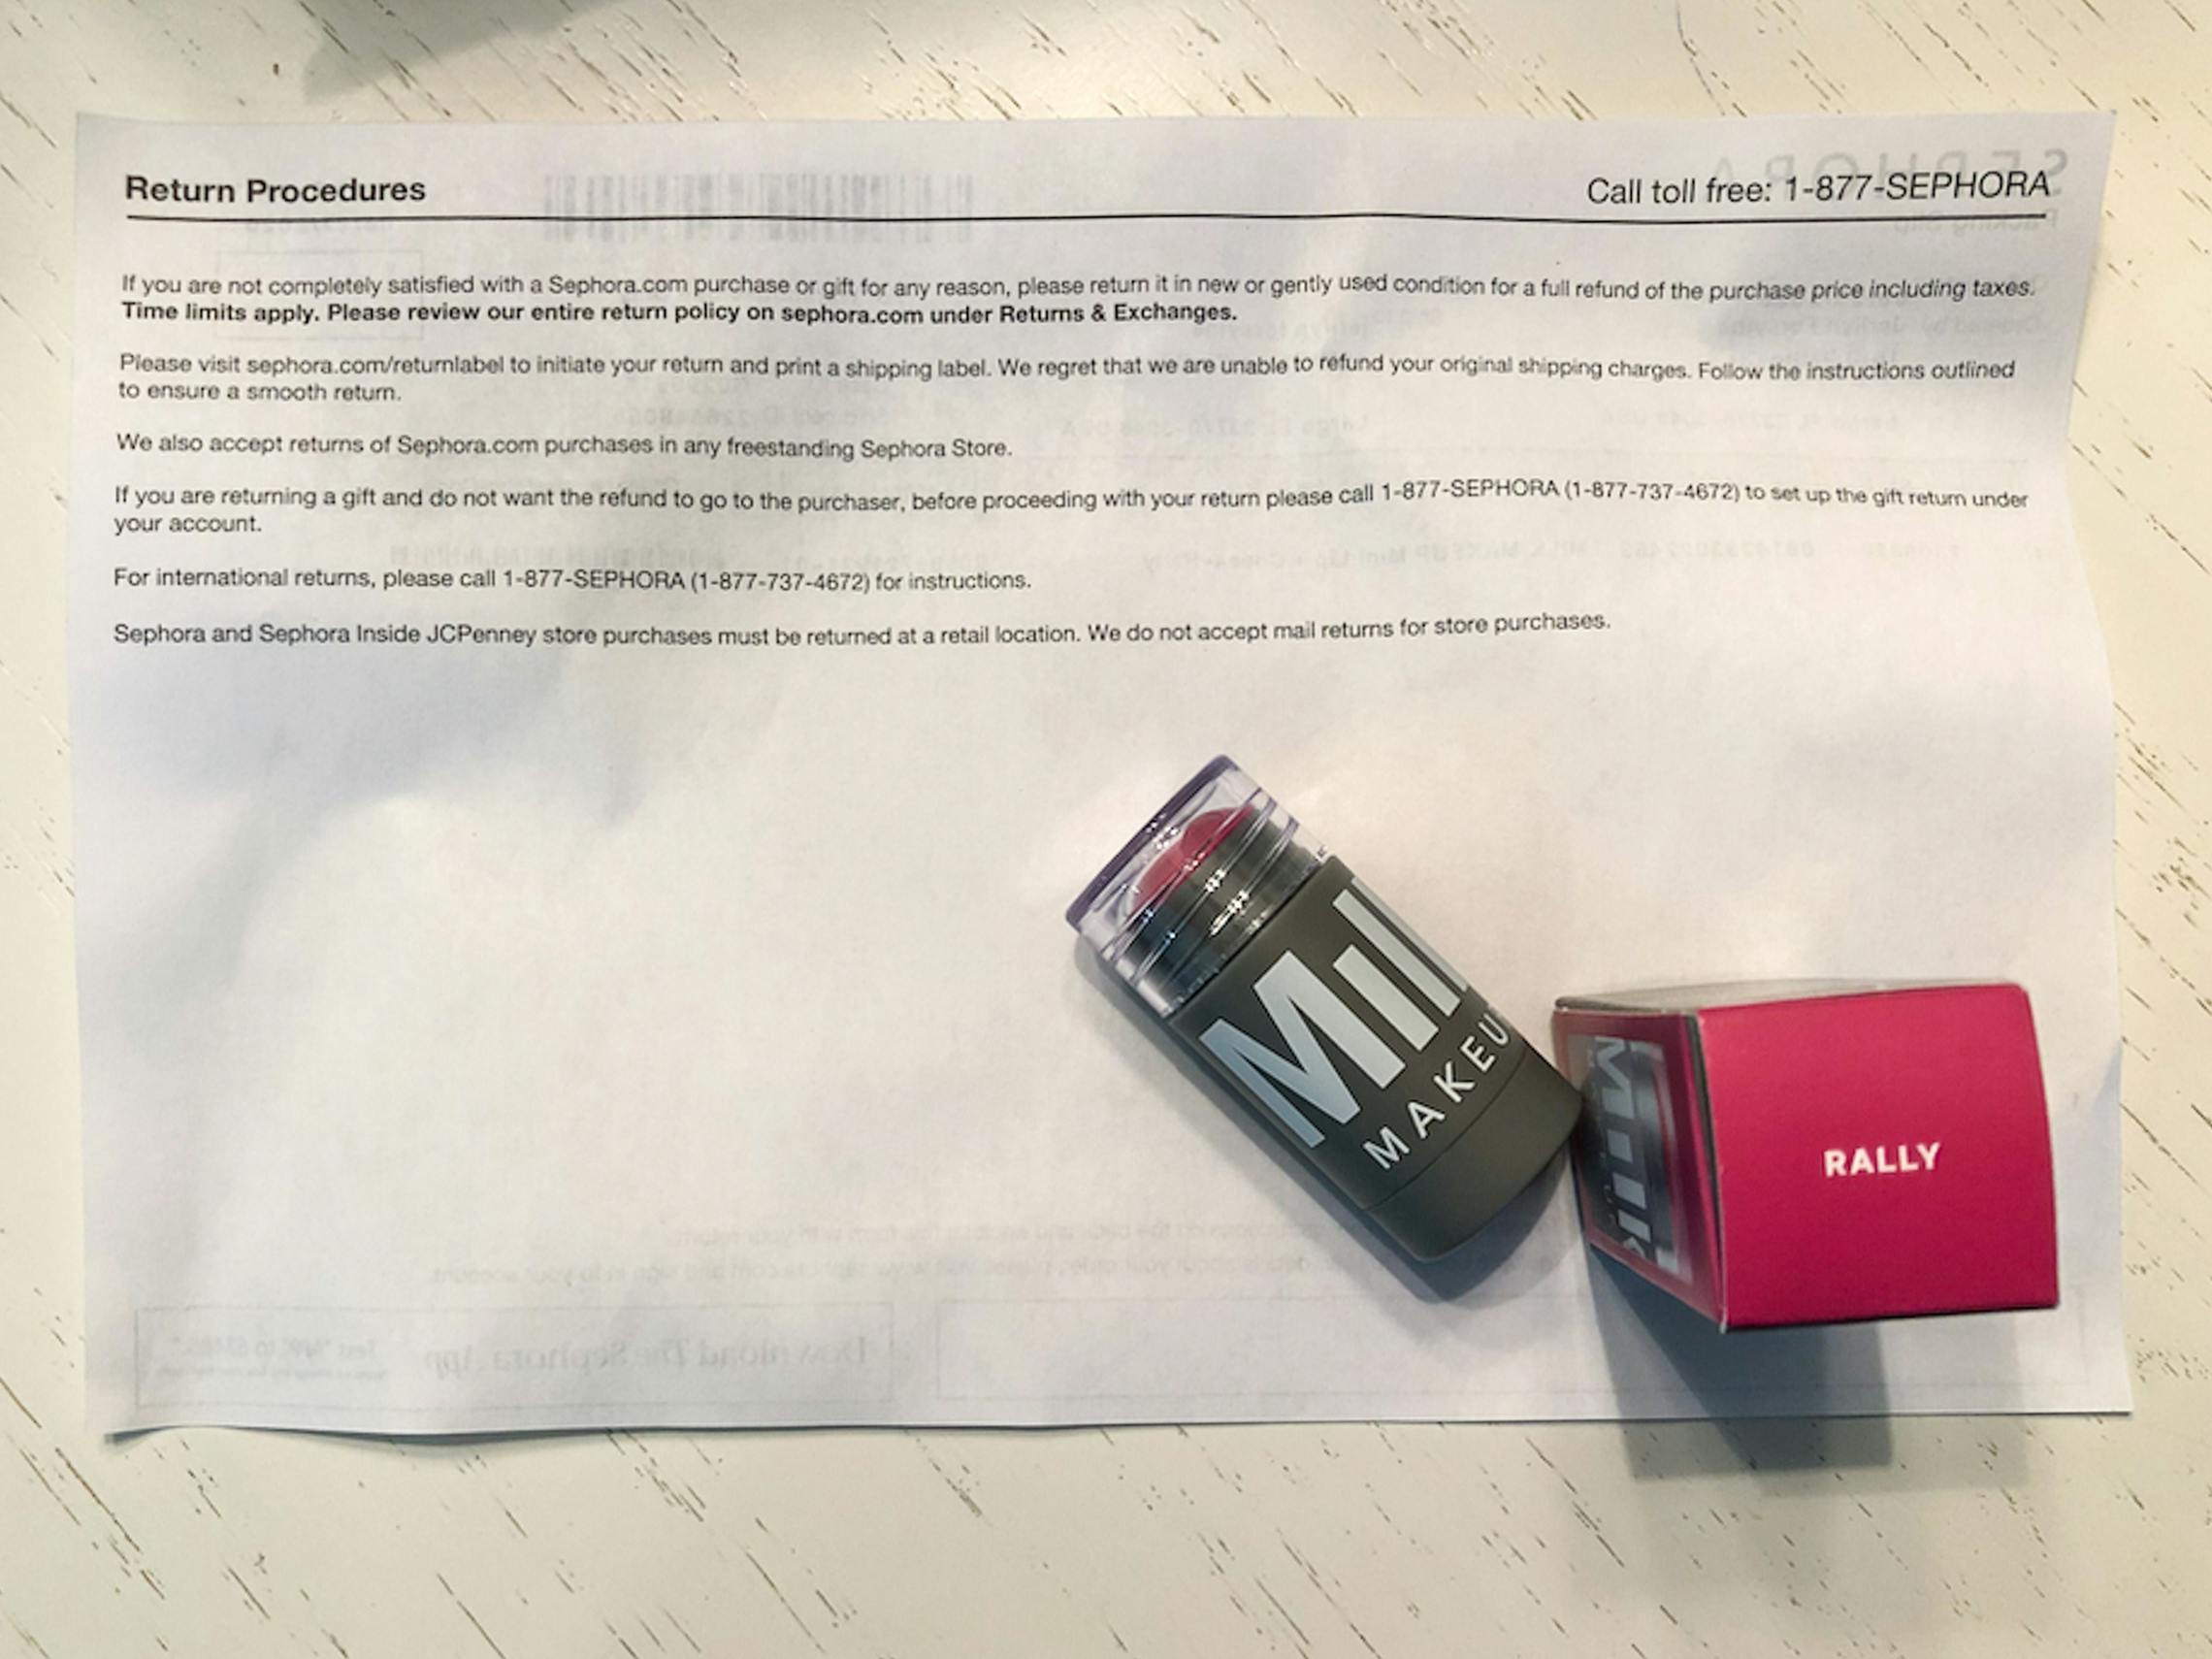 Return Procedures
Call toll free: 1-877-SEPHORA
If you are not completely satisfied with a Sephora.com purchase or gift for any reason, please return it in new or gently used condition for a full refund of the purchase price including taxes.
Time limits apply. Please review our entire return policy on sephora.com under Returns & Exchanges.
Please visit sephora.com/returnlabel to initiate your return and print a shipping label. We regret that we are unable to refund your original shipping charges. Follow the instructions outlined
to ensure a smooth return.
We also accept returns of Sephora.com purchases in any freestanding Sephora Store.
If you are returning a gift and do not want the refund to go to the purchaser, before proceeding with your return please call 1-877-SEPHORA (1-877-737-4672) to set up the gift return under
your account.
For international returns, please call 1-877-SEPHORA (1-877-737-4672) for instructions.
Sephora and Sephora Inside JCPenney store purchases must be returned at a retail location. We do not accept mail returns for store purchases.
Mil
MAKEU
MILK
RALLY
Download The Sephora App